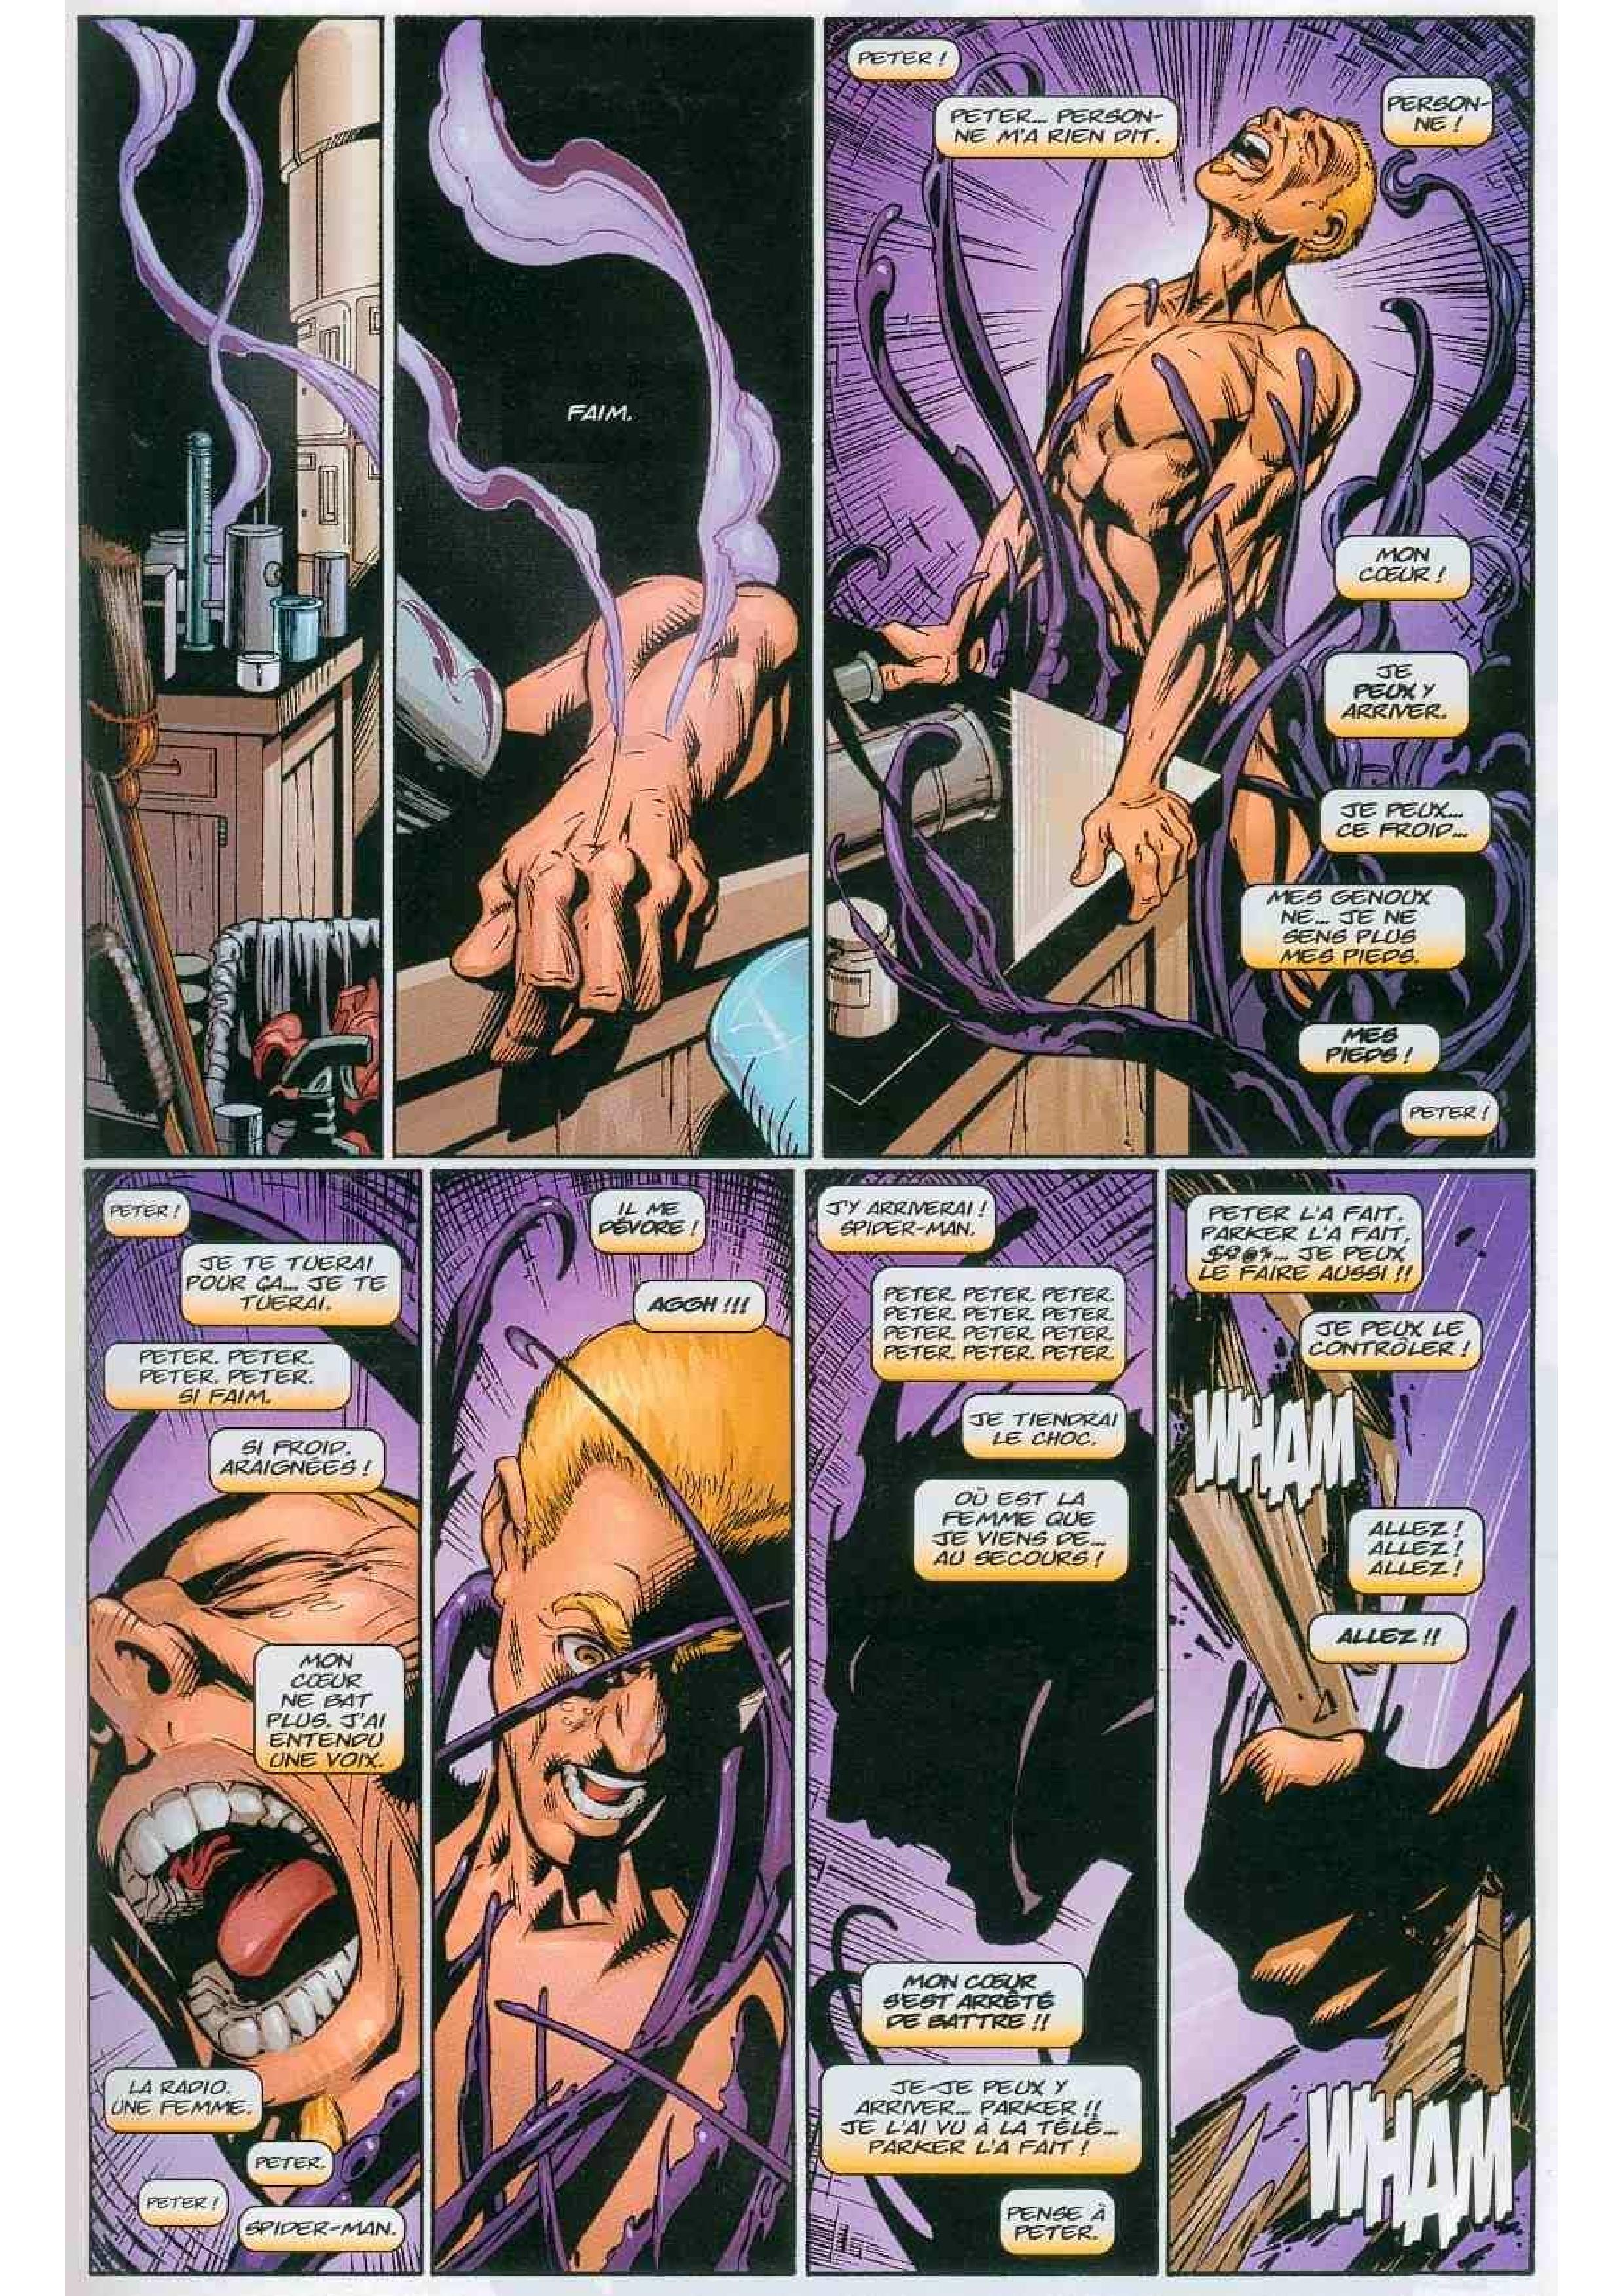 FAIM.
PETER !
PETER... PERSON-
NE M'A RIEN DIT.
PERSON-
NE !
MON
CŒUR !
JE
PEUX Y
ARRIVER.
JE PEUX...
CE FROID...
MES GENOUX
NE... JE NE
SENS PLUS
MES PIEDS.
MES
PIEDS !
PETER !
PETER !
JE TE TUERAI
POUR ÇA... JE TE
TUERAI.
PETER. PETER.
PETER. PETER.
SI FAIM.
SI FROID.
ARAIGNÉES !
MON
CŒUR
NE BAT
PLUS. J'AI
ENTENDU
UNE VOIX.
LA RADIO.
UNE FEMME.
PETER.
PETER !
SPIDER-MAN.
IL ME
DÉVORE !
AGGH !!!
J'Y ARRIVERAI !
SPIDER-MAN.
PETER. PETER. PETER.
PETER. PETER. PETER.
PETER. PETER. PETER.
PETER. PETER. PETER.
JE TIENDRAI
LE CHOC.
OÙ EST LA
FEMME QUE
JE VIENS DE...
AU SECOURS !
MON CŒUR
S'EST ARRÊTÉ
DE BATTRE !!
JE-JE PEUX Y
ARRIVER... PARKER !!
JE L'AI VU À LA TÉLÉ...
PARKER L'A FAIT !
PENSE À
PETER.
PETER L'A FAIT.
PARKER L'A FAIT.
$@@%... JE PEUX
LE FAIRE AUSSI !!
JE PEUX LE
CONTRÔLER !
WHAM
ALLEZ !
ALLEZ !
ALLEZ !
ALLEZ !!
WHAM